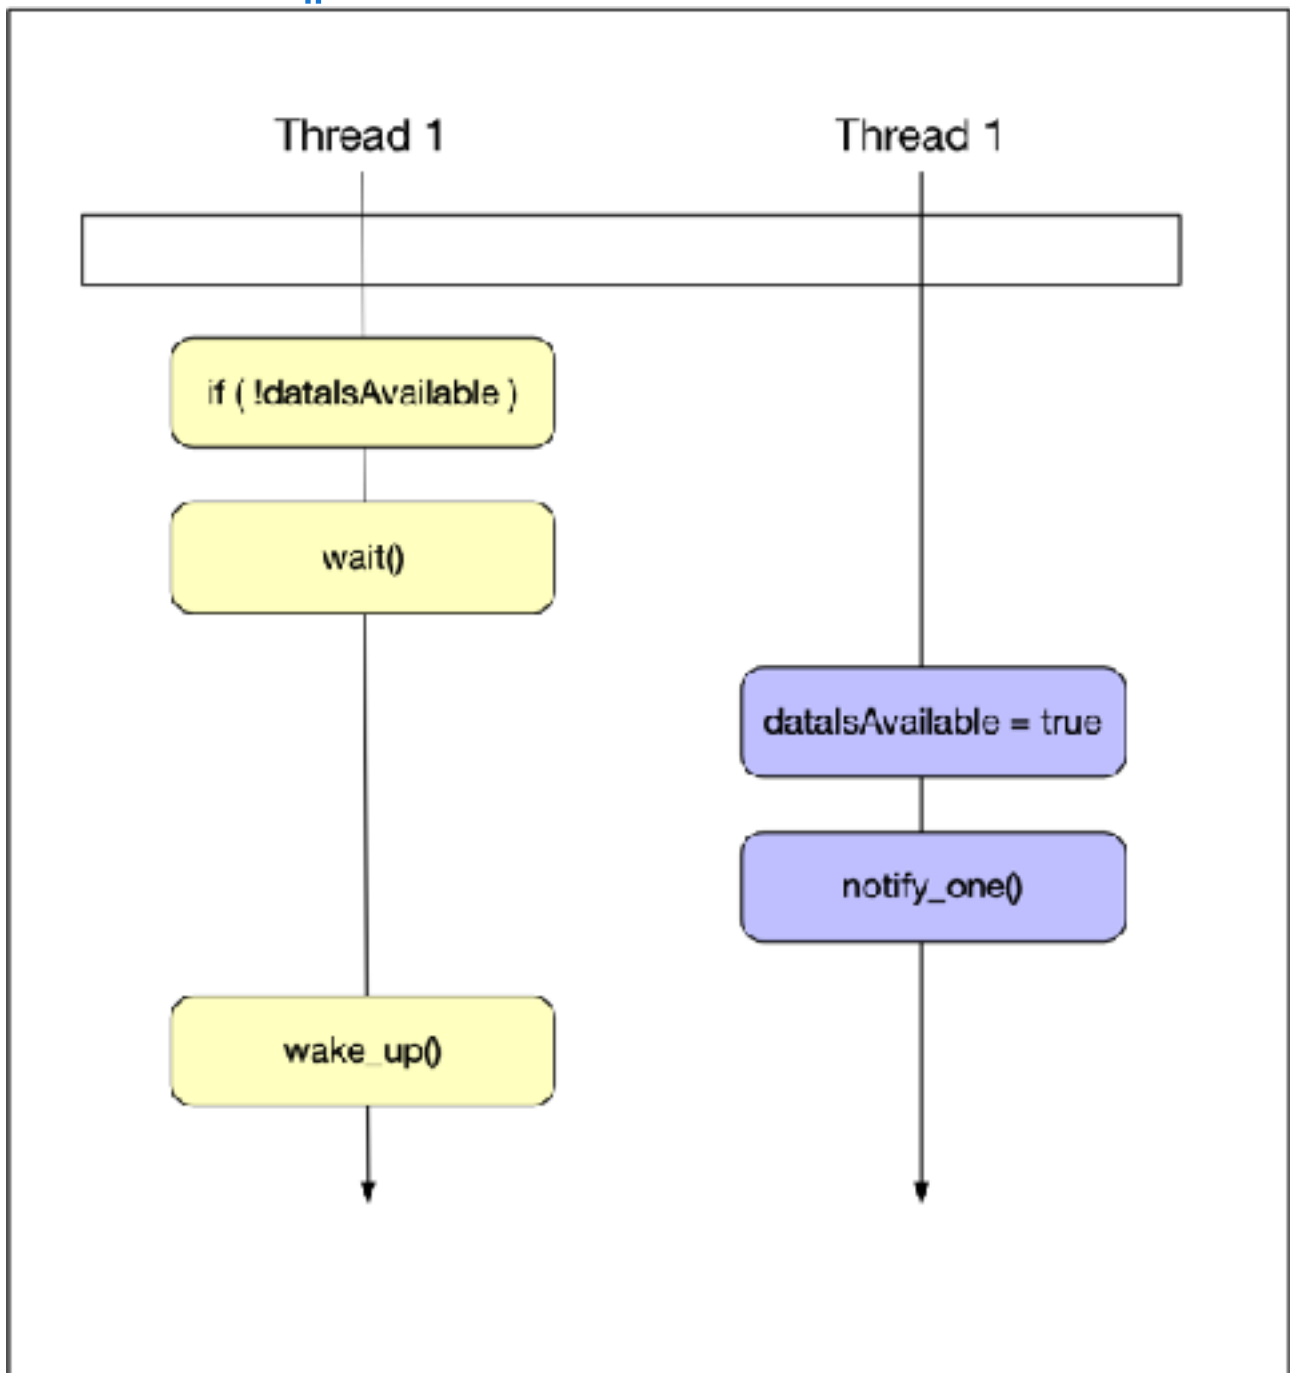 Thread 1
Thread 1
if ( !dataIsAvailable )
wait()
dataIsAvailable = true
notify_one()
wake_up()